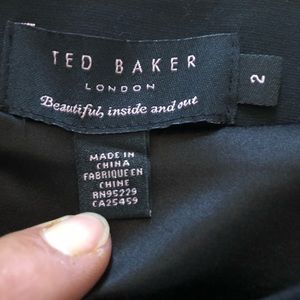 TED BAKER
LONDON
Beautiful, inside and out
2
MADE IN
CHINA
FABRIQUE EN
CHINE
RN95229
CA25459